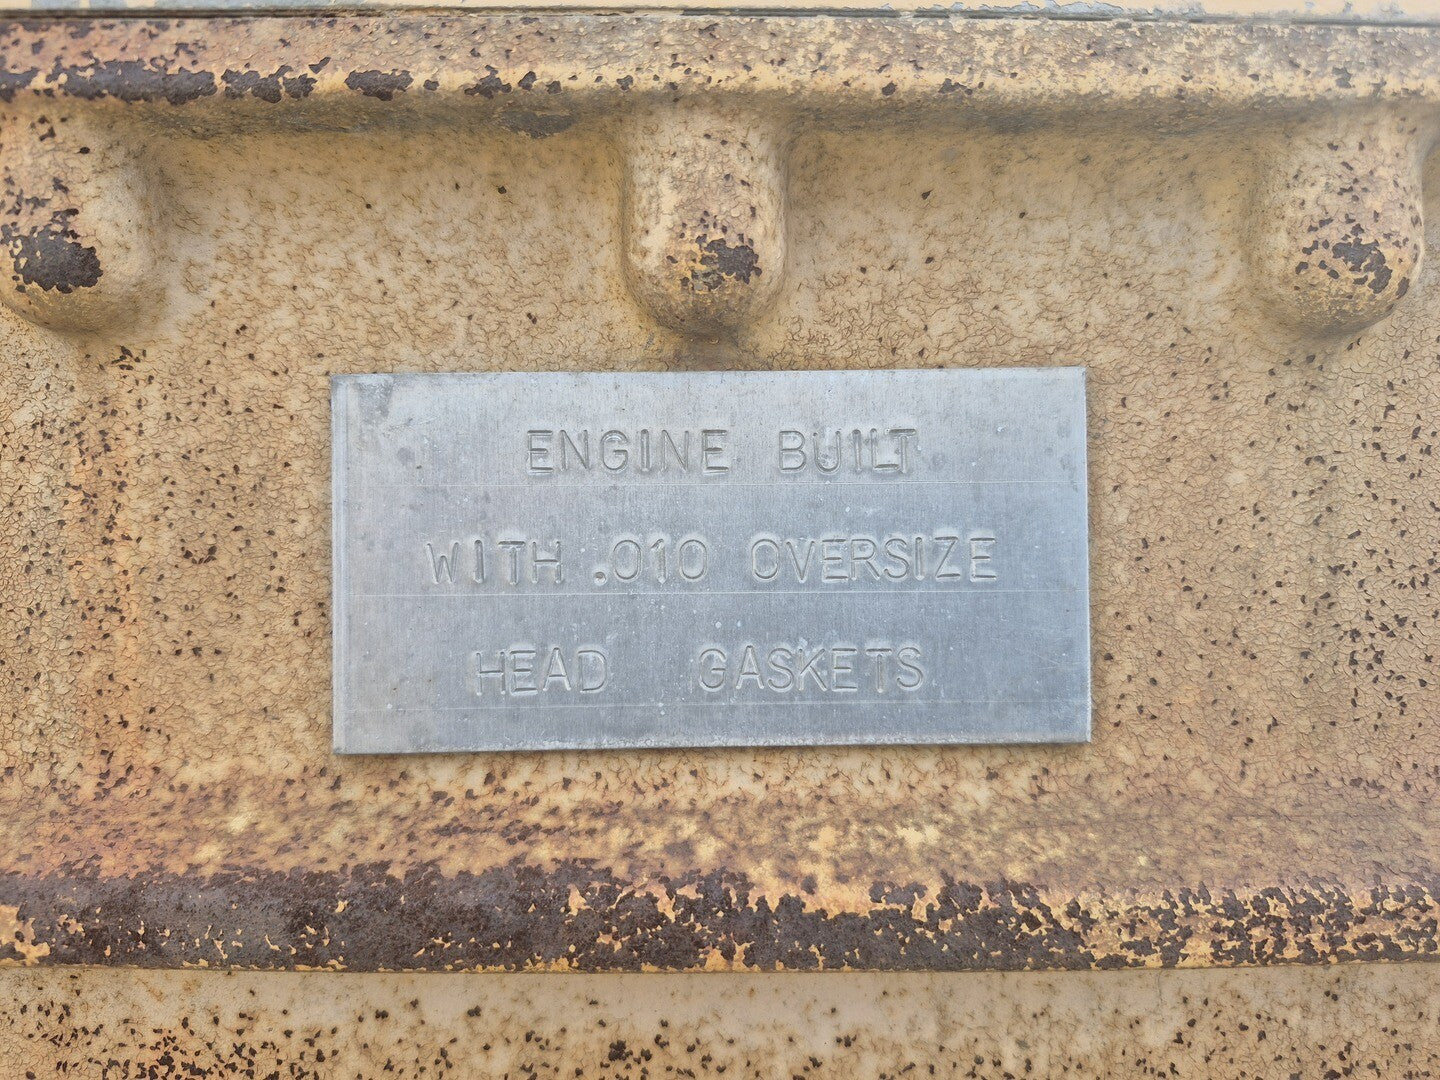 ENGINE BUILT
WITH .010 OVERSIZE
HEAD GASKETS